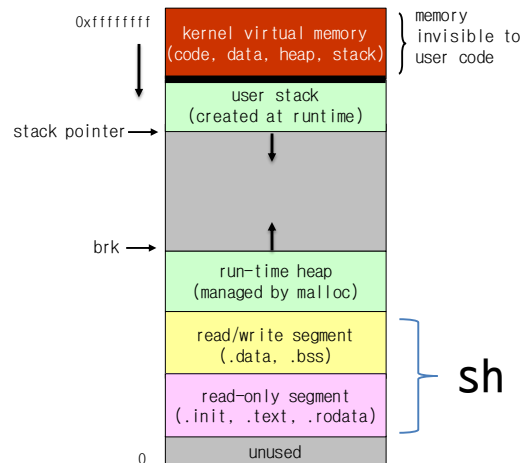 0xffffffff
kernel virtual memory
(code, data, heap, stack)
memory
invisible to
user code
user stack
(created at runtime)
stack pointer
brk
run-time heap
(managed by malloc)
read/write segment
(.data, .bss)
sh
read-only segment
(.init, .text, .rodata)
unused
0